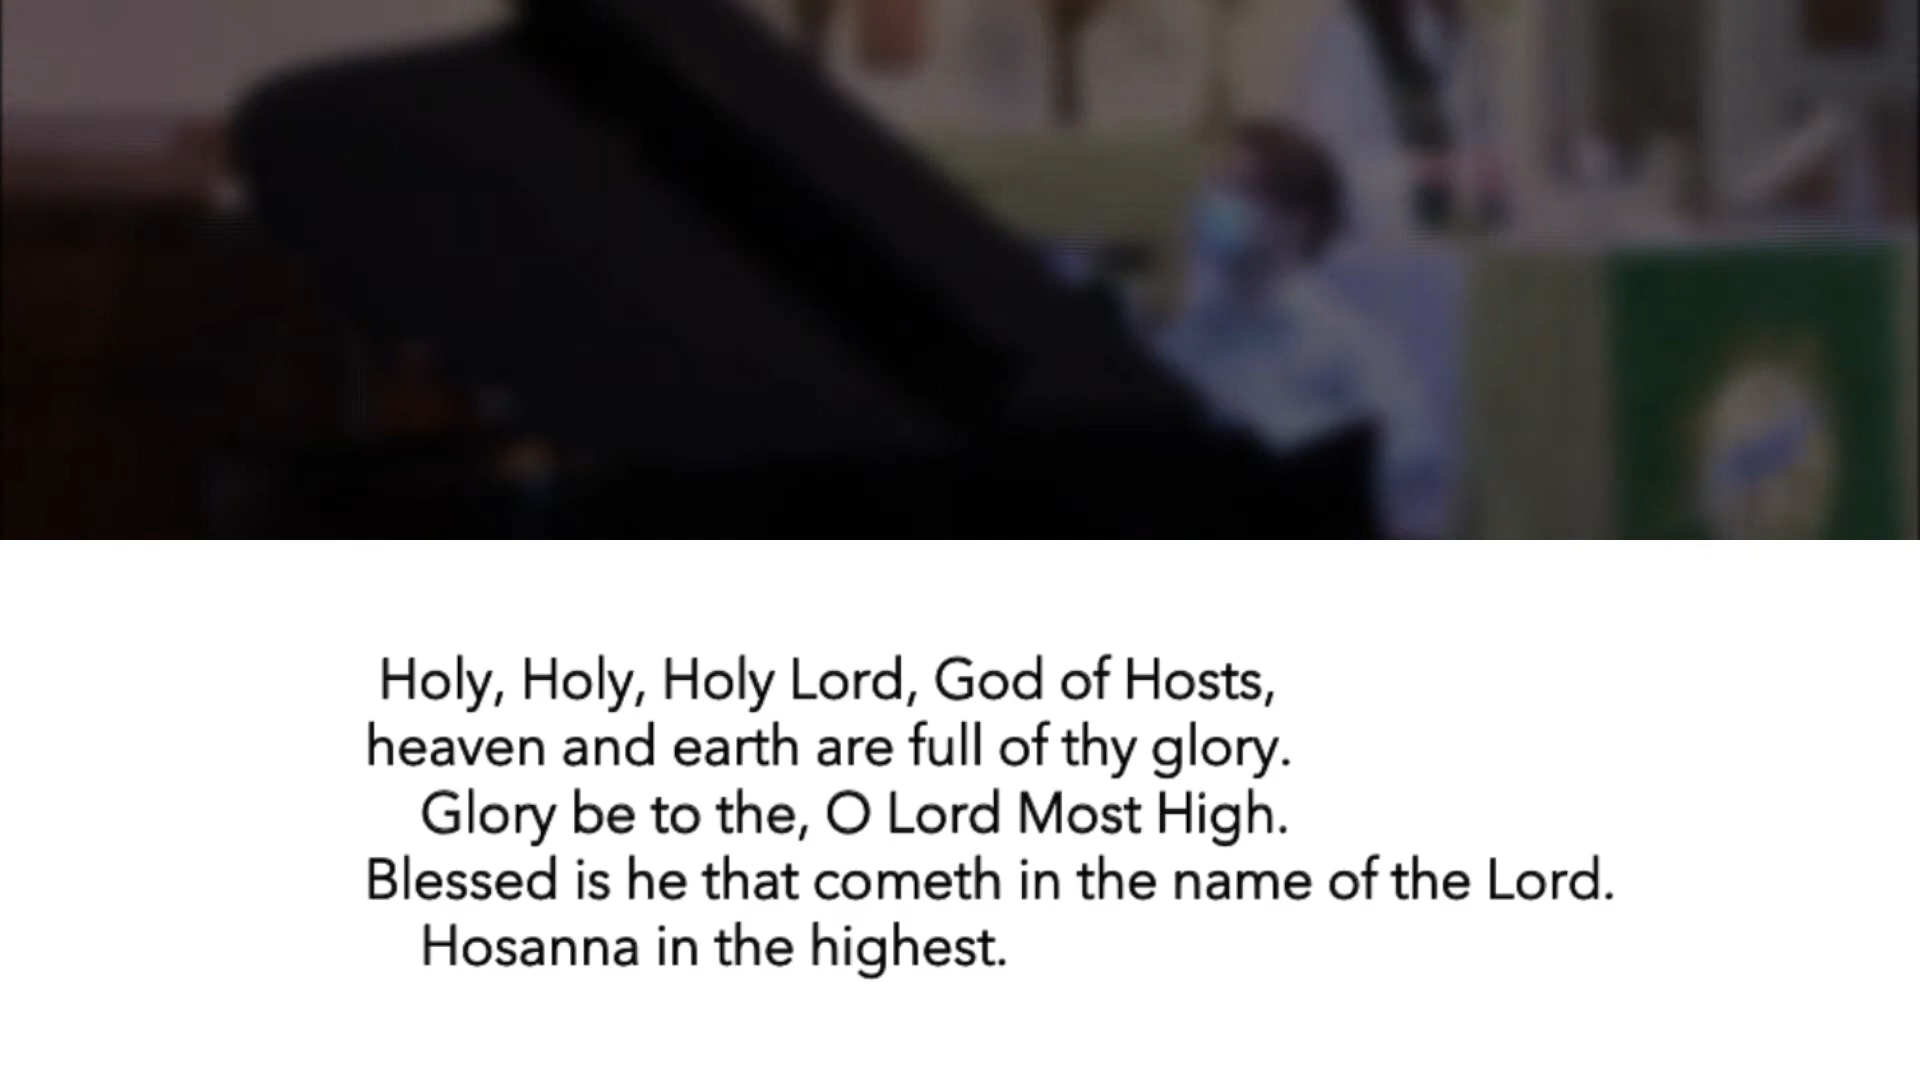 Holy, Holy, Holy Lord, God of Hosts,
heaven and earth are full of thy glory.
Glory be to the, O Lord Most High.
Blessed is he that cometh in the name of the Lord.
Hosanna in the highest.